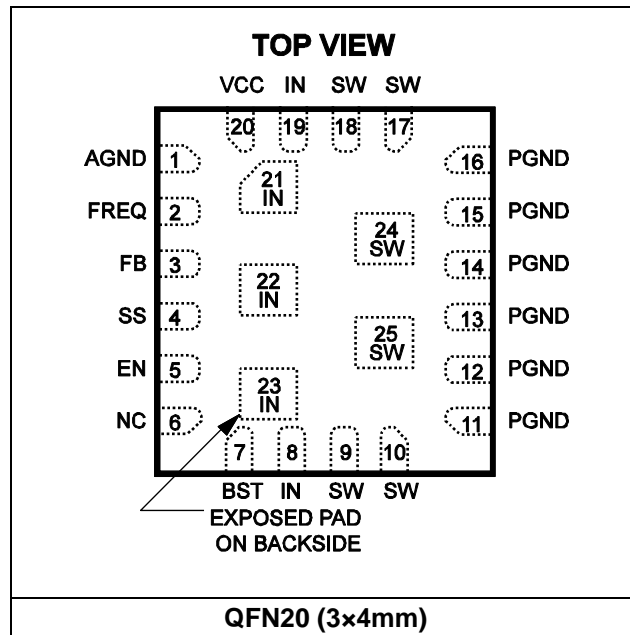 TOP VIEW
VCC IN SW SW
20 19 18 17
AGND 1 16 PGND
21
IN
FREQ 2 15 PGND
24
SW
FB 3 14 PGND
22
IN
SS 4 13 PGND
25
SW
EN 5 12 PGND
23
IN
NC 6 11 PGND
7 8 9 10
BST IN SW SW
EXPOSED PAD
ON BACKSIDE
QFN20 (3×4mm)